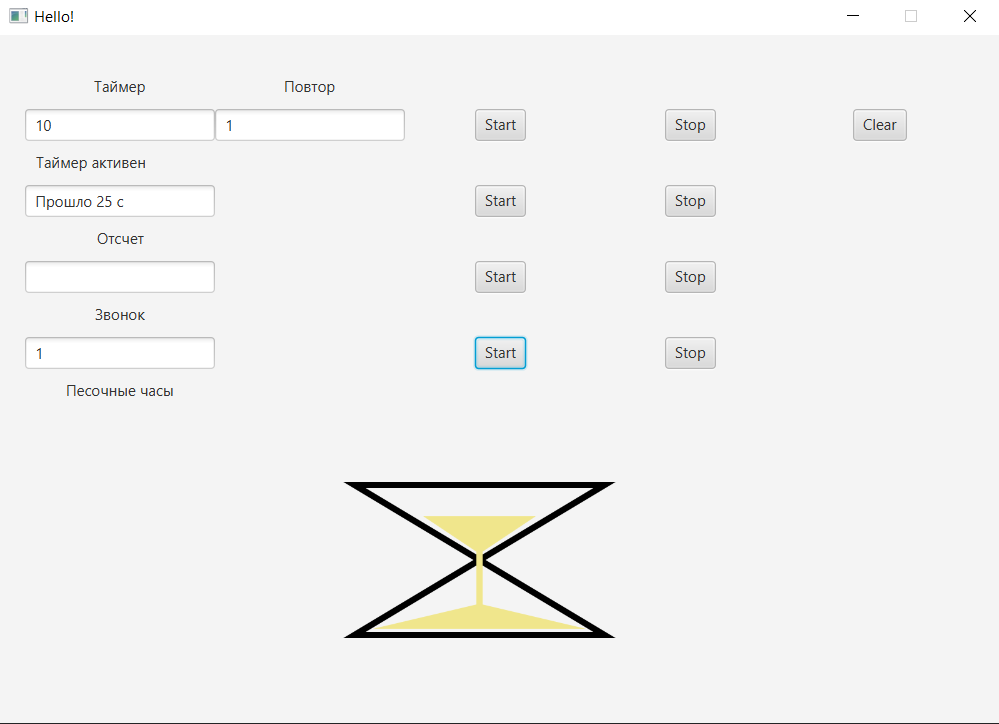 Hello!
Таймер Повтор
10 1 Start Stop Clear
Таймер активен
Прошло 25 с Start Stop
Отсчет
Start Stop
Звонок
1 Start Stop
Песочные часы